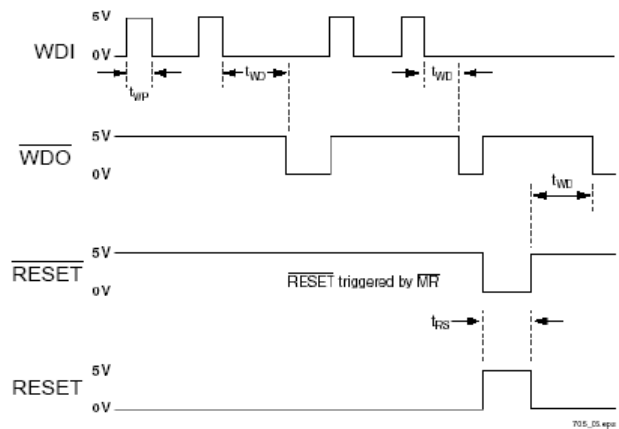 5V
WDI
0V
tWP
tWD
tWD
5V
WDO
0V
tWD
5V
RESET
0V
RESET triggered by MR
tRS
5V
RESET
0V
705_05.eps